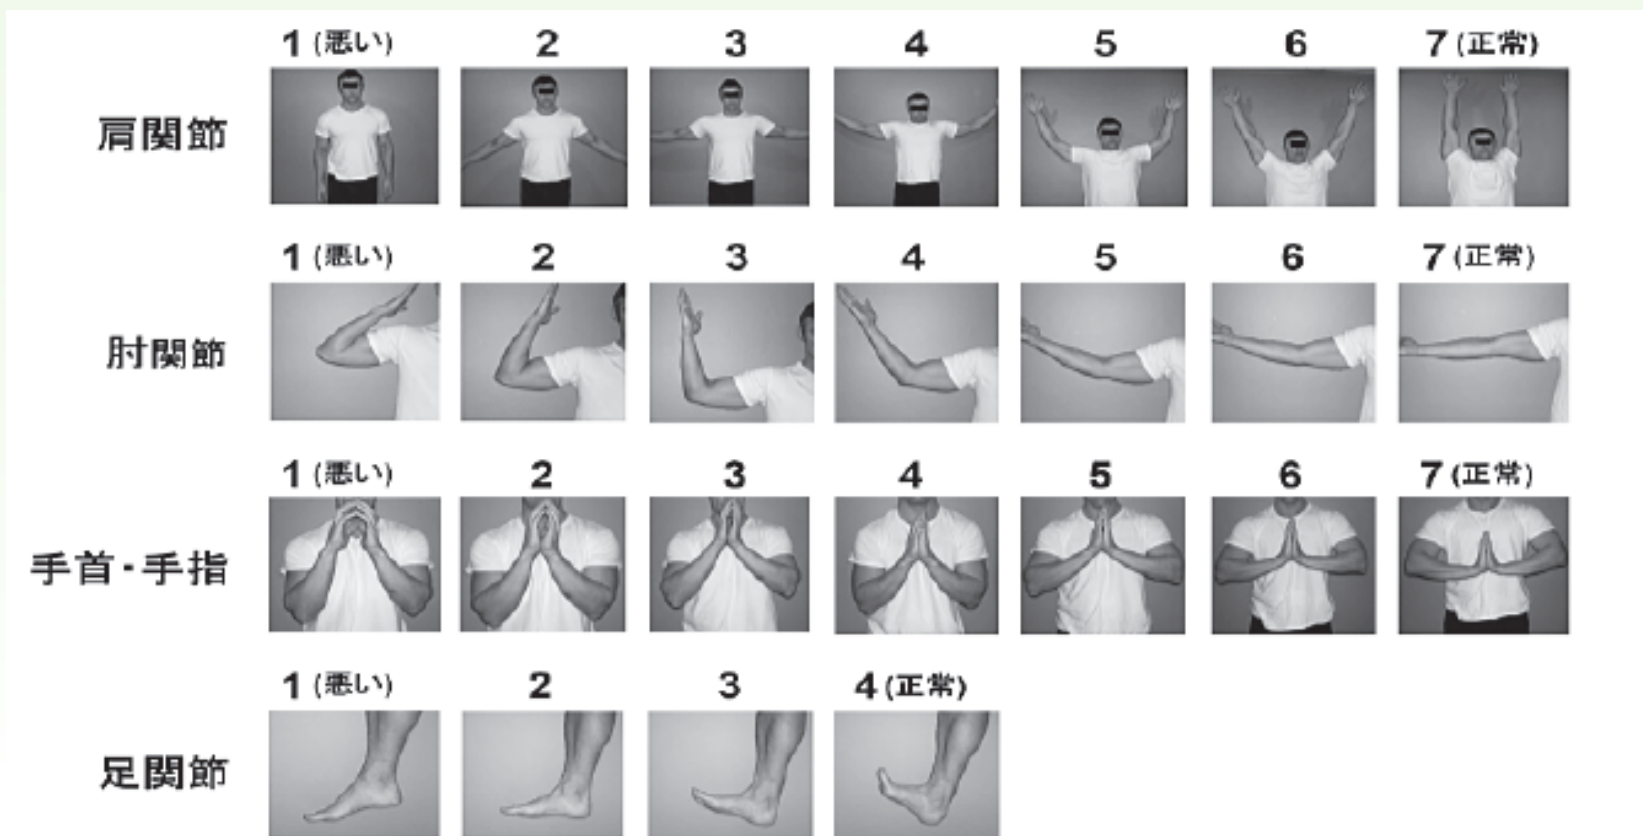 1 (悪い) 2 3 4 5 6 7 (正常)
肩関節
1 (悪い) 2 3 4 5 6 7 (正常)
肘関節
1 (悪い) 2 3 4 5 6 7 (正常)
手首・手指
1 (悪い) 2 3 4 (正常)
足関節